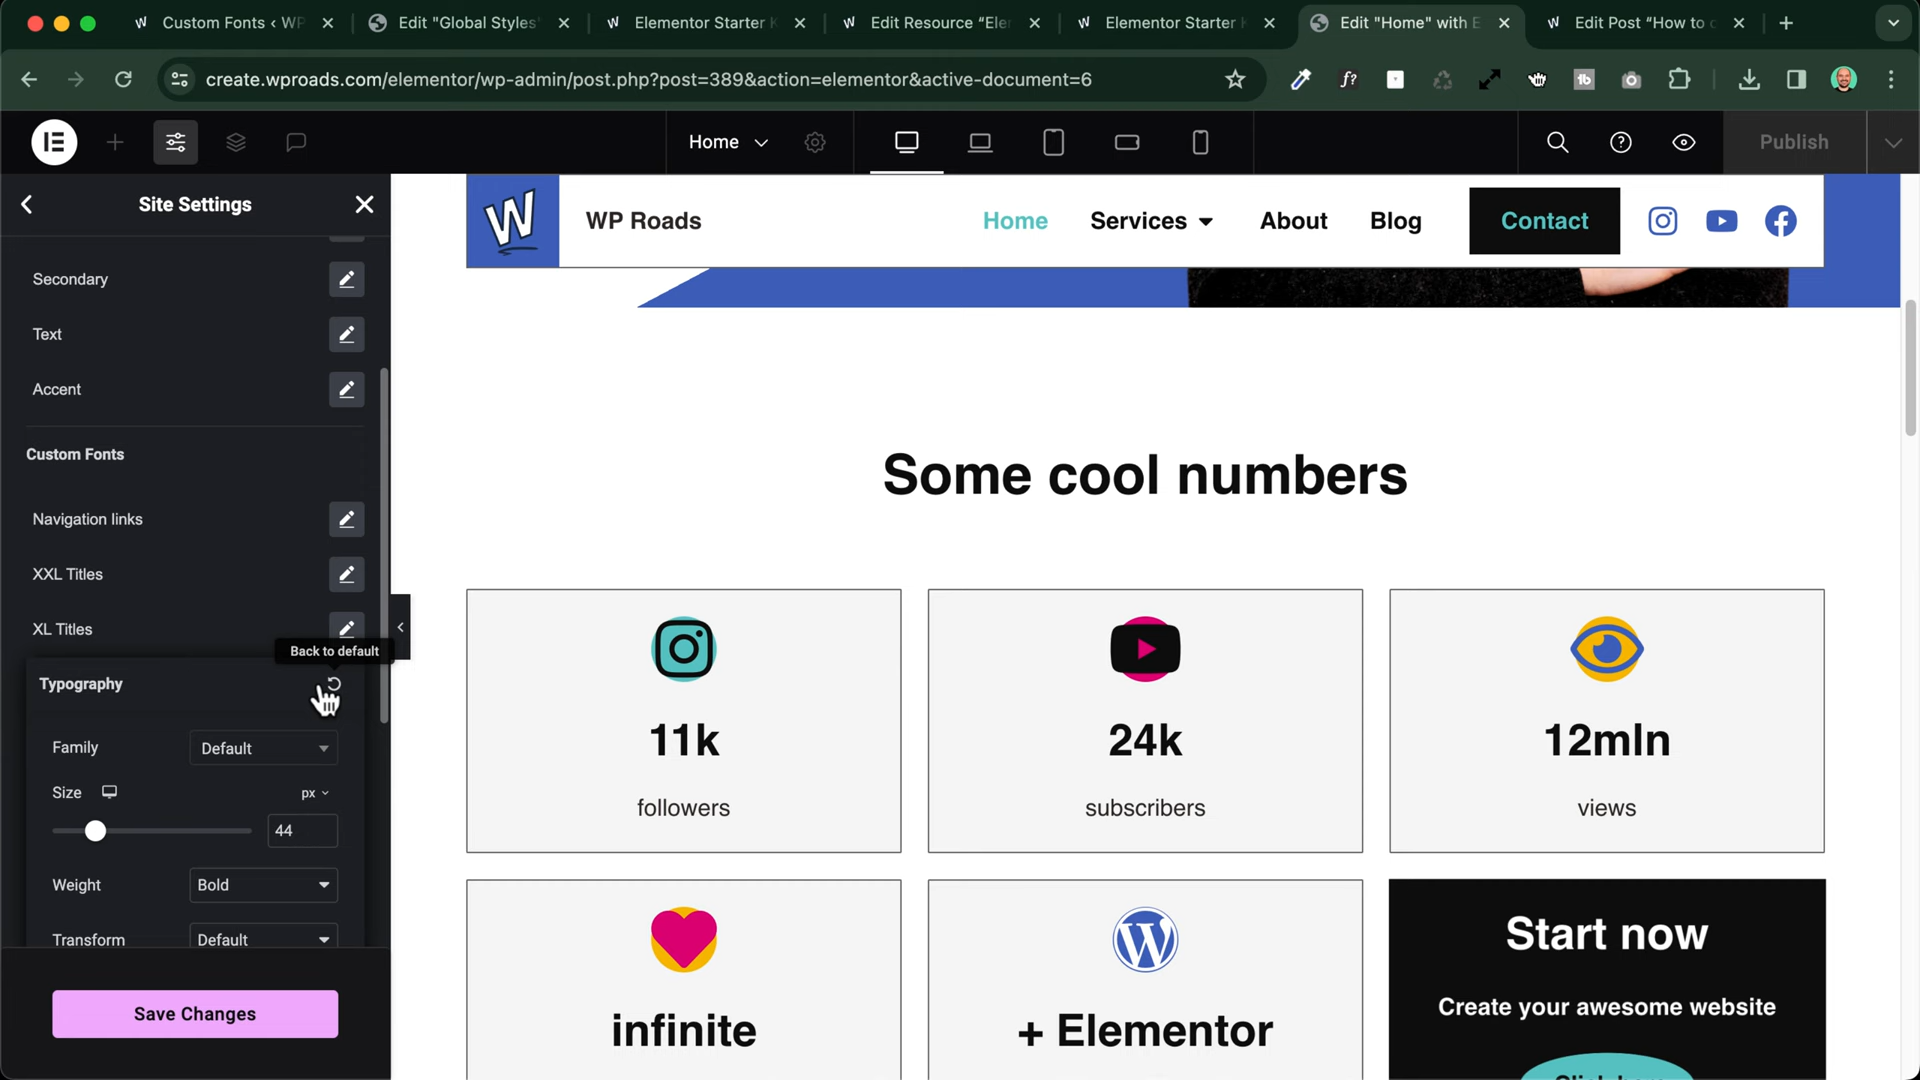 Custom Fonts ‹ WP
Edit "Global Styles"
Elementor Starter K
Edit Resource “Ele
Elementor Starter K
Edit "Home" with E
Edit Post “How to c
create.wproads.com/elementor/wp-admin/post.php?post=389&action=elementor&active-document=6
f?
tb
Home
Publish
Site Settings
W
WP Roads
Home
Services
About
Blog
Contact
Secondary
Text
Accent
Custom Fonts
Navigation links
XXL Titles
XL Titles
Back to default
Typography
Family
Default
Size
px
44
Weight
Bold
Transform
Default
Save Changes
Some cool numbers
11k
followers
24k
subscribers
12mln
views
infinite
+ Elementor
Start now
Create your awesome website
Click here